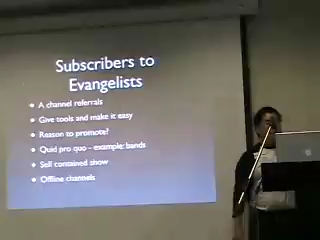 Subscribers to
Evangelists
A channel referrals
Give tools and make it easy
Reason to promote?
Quid pro quo - example: bands
Self contained show
Offline channels